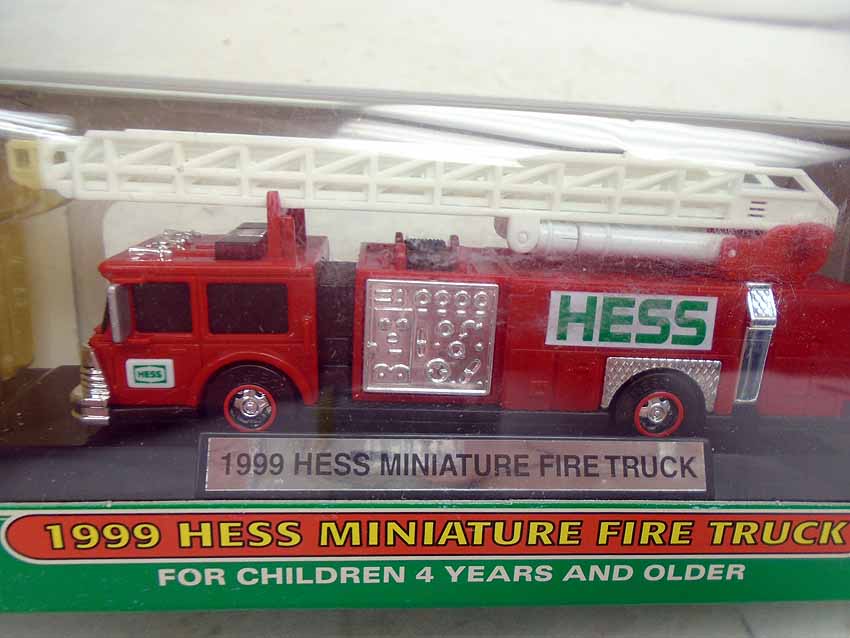 HESS
HESS
1999 HESS MINIATURE FIRE TRUCK
1999 HESS MINIATURE FIRE TRUCK
FOR CHILDREN 4 YEARS AND OLDER